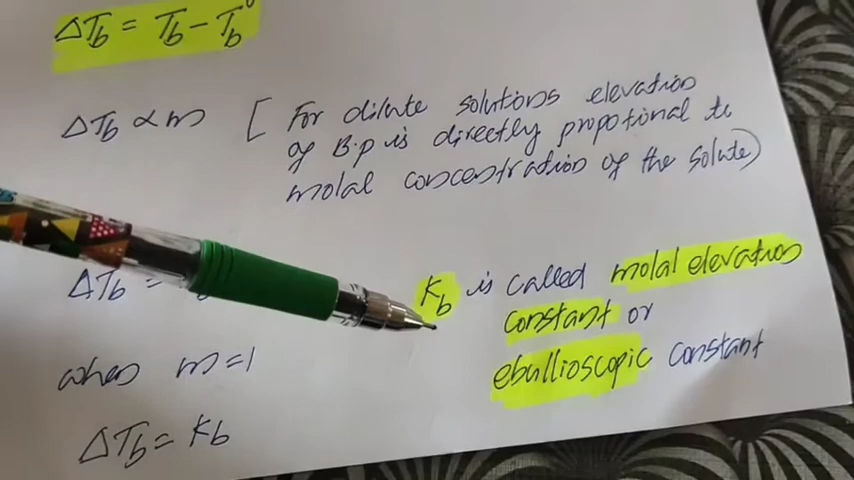 ΔTb = Tb − Tb°
ΔTb ∝ m [ For dilute solutions elevation
of B.p is directly proportional to
molal concentration of the solute)
ΔTb =
Kb is called molal elevation
constant or
ebullioscopic constant
when m = 1
ΔTb = Kb